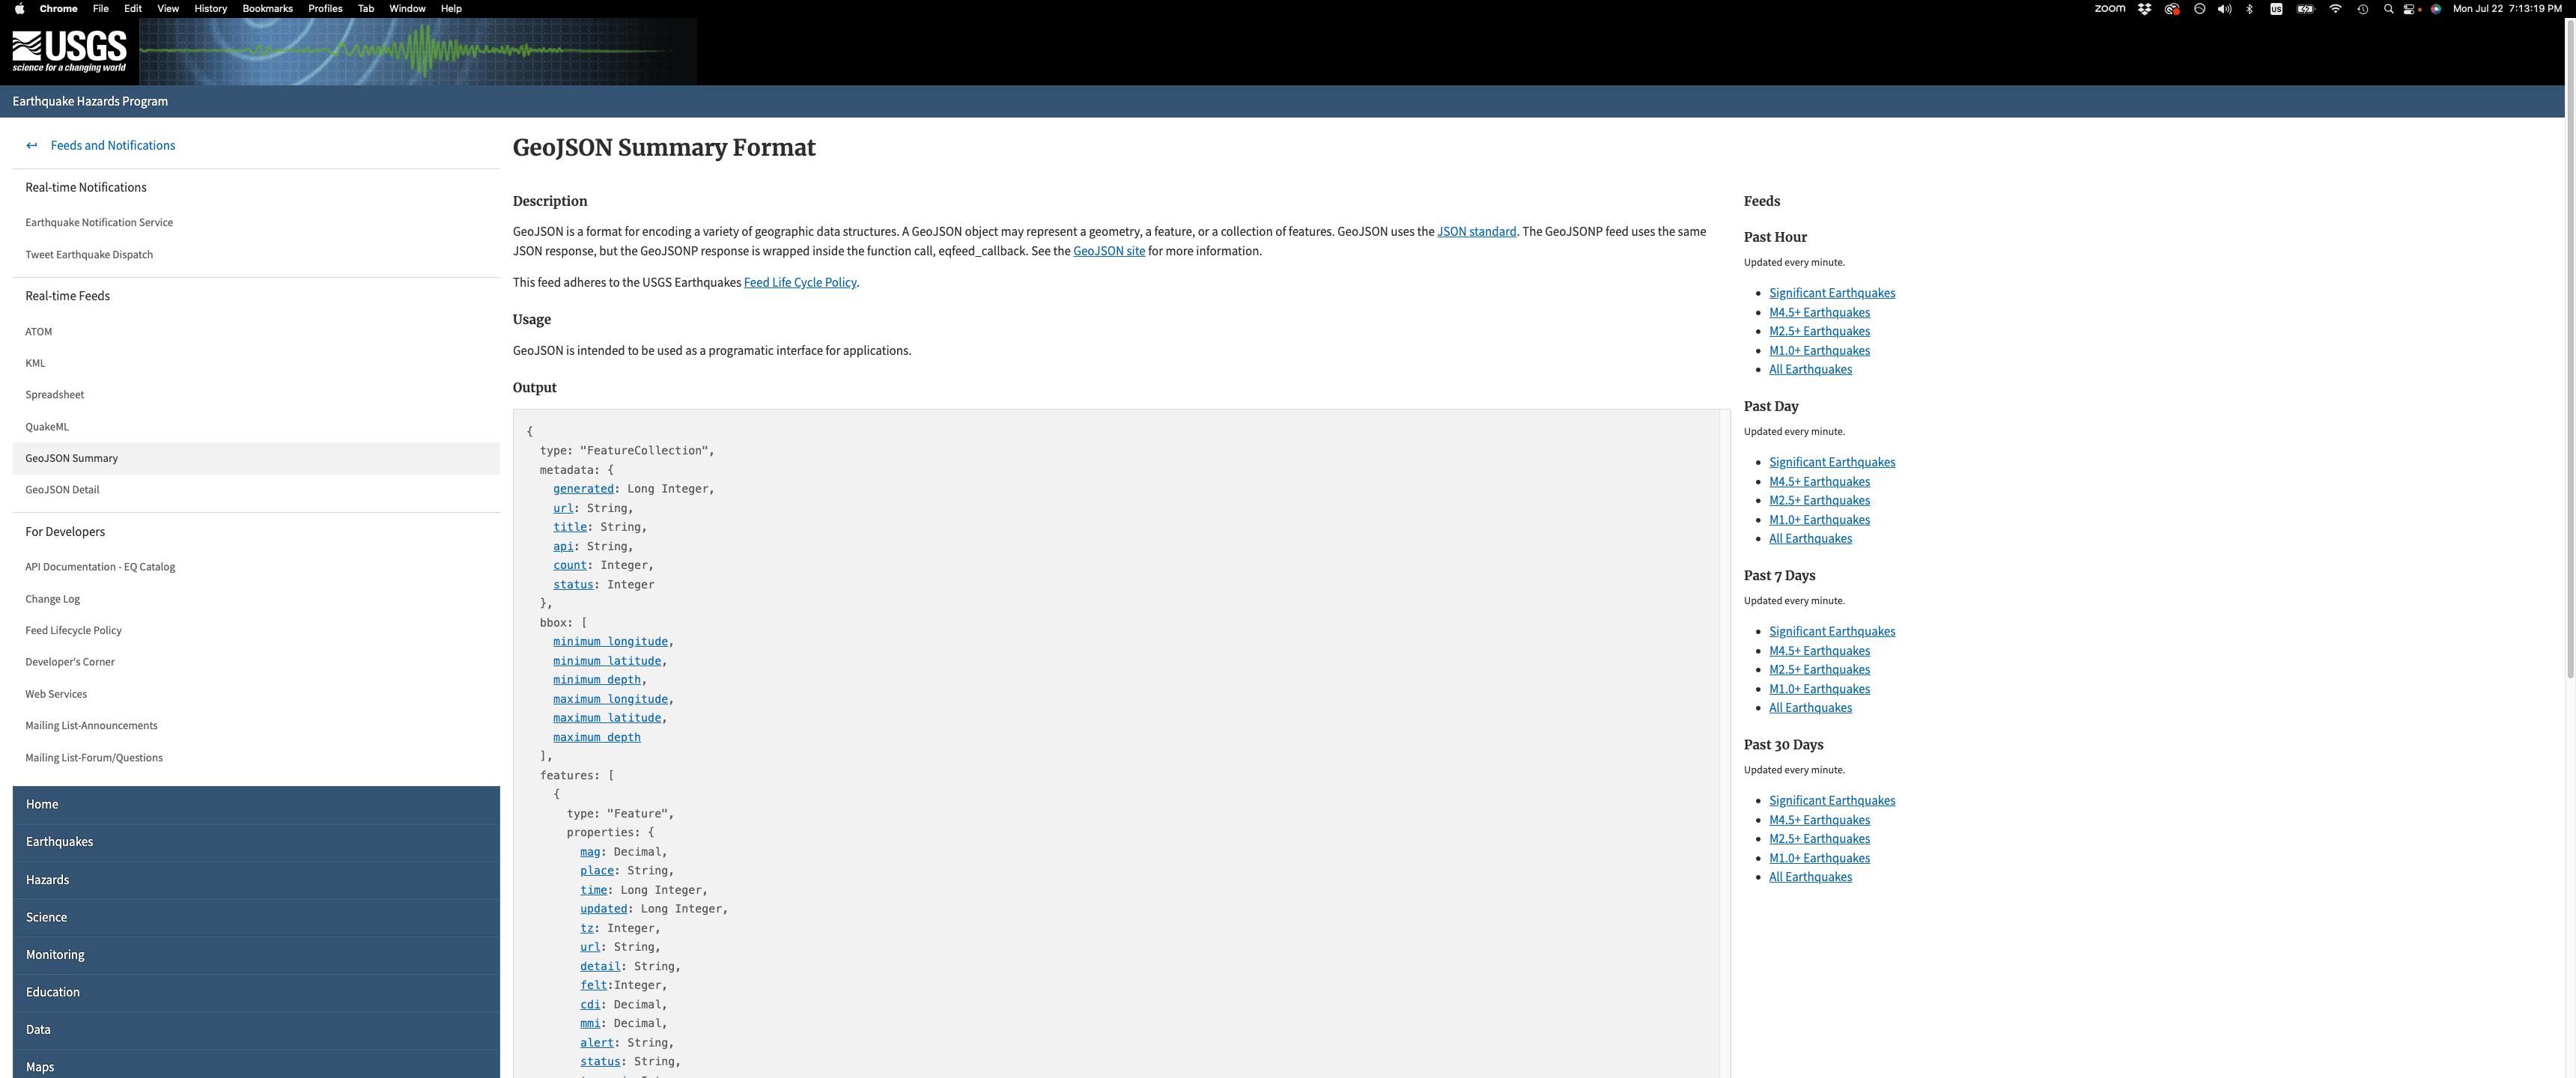 Chrome File Edit View History Bookmarks Profiles Tab Window Help
zoom US Mon Jul 22 7:13:19 PM
USGS
science for a changing world
Earthquake Hazards Program
Feeds and Notifications
Real-time Notifications
Earthquake Notification Service
Tweet Earthquake Dispatch
Real-time Feeds
ATOM
KML
Spreadsheet
QuakeML
GeoJSON Summary
GeoJSON Detail
For Developers
API Documentation - EQ Catalog
Change Log
Feed Lifecycle Policy
Developer's Corner
Web Services
Mailing List-Announcements
Mailing List-Forum/Questions
Home
Earthquakes
Hazards
Science
Monitoring
Education
Data
Maps
GeoJSON Summary Format
Description
GeoJSON is a format for encoding a variety of geographic data structures. A GeoJSON object may represent a geometry, a feature, or a collection of features. GeoJSON uses the JSON standard. The GeoJSONP feed uses the same
JSON response, but the GeoJSONP response is wrapped inside the function call, eqfeed_callback. See the GeoJSON site for more information.
This feed adheres to the USGS Earthquakes Feed Life Cycle Policy.
Usage
GeoJSON is intended to be used as a programatic interface for applications.
Output
{
type: "FeatureCollection",
metadata: {
generated: Long Integer,
url: String,
title: String,
api: String,
count: Integer,
status: Integer
},
bbox: [
minimum longitude,
minimum latitude,
minimum depth,
maximum longitude,
maximum latitude,
maximum depth
],
features: [
{
type: "Feature",
properties: {
mag: Decimal,
place: String,
time: Long Integer,
updated: Long Integer,
tz: Integer,
url: String,
detail: String,
felt:Integer,
cdi: Decimal,
mmi: Decimal,
alert: String,
status: String,
Feeds
Past Hour
Updated every minute.
• Significant Earthquakes
• M4.5+ Earthquakes
• M2.5+ Earthquakes
• M1.0+ Earthquakes
• All Earthquakes
Past Day
Updated every minute.
• Significant Earthquakes
• M4.5+ Earthquakes
• M2.5+ Earthquakes
• M1.0+ Earthquakes
• All Earthquakes
Past 7 Days
Updated every minute.
• Significant Earthquakes
• M4.5+ Earthquakes
• M2.5+ Earthquakes
• M1.0+ Earthquakes
• All Earthquakes
Past 30 Days
Updated every minute.
• Significant Earthquakes
• M4.5+ Earthquakes
• M2.5+ Earthquakes
• M1.0+ Earthquakes
• All Earthquakes